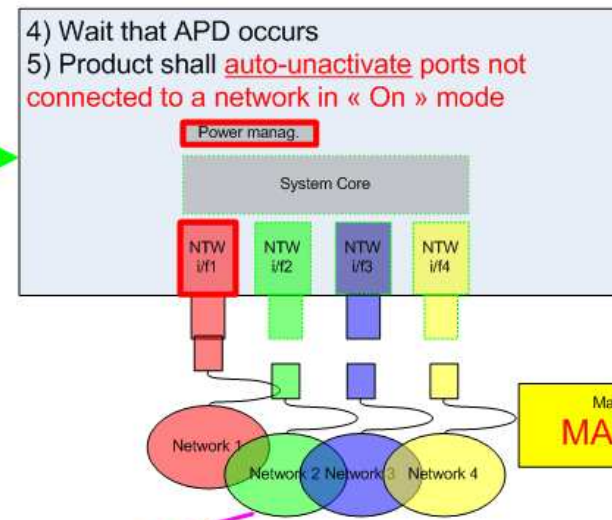 4) Wait that APD occurs
5) Product shall auto-unactivate ports not
connected to a network in « On » mode
Power manag.
System Core
NTW
i/f1
NTW
i/f2
NTW
i/f3
NTW
i/f4
Ma
MA
Network 1
Network 2
Network 3
Network 4